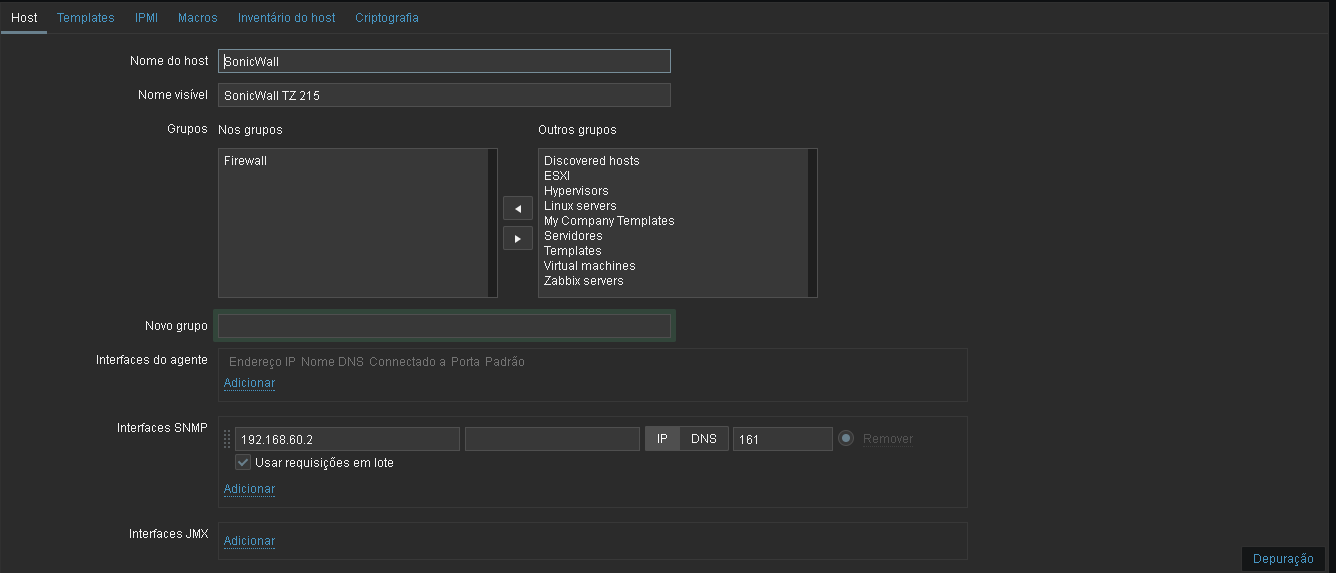 Host Templates IPMI Macros Inventário do host Criptografia
Nome do host SonicWall
Nome visível SonicWall TZ 215
Grupos Nos grupos Outros grupos
Firewall
Discovered hosts
ESXI
Hypervisors
Linux servers
My Company Templates
Servidores
Templates
Virtual machines
Zabbix servers
Novo grupo
Interfaces do agente Endereço IP Nome DNS Connectado a Porta Padrão
Adicionar
Interfaces SNMP 192.168.60.2 IP DNS 161 Remover
Usar requisições em lote
Adicionar
Interfaces JMX Adicionar
Depuração